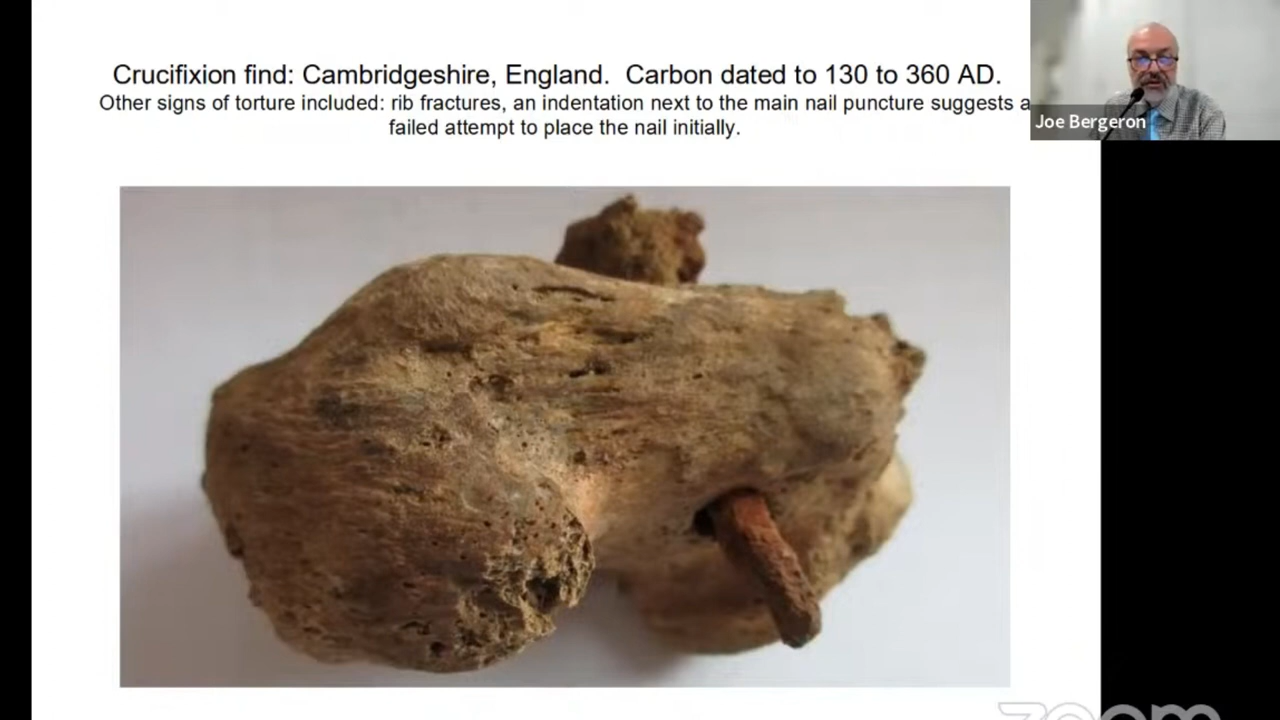 Crucifixion find: Cambridgeshire, England.  Carbon dated to 130 to 360 AD.
Other signs of torture included: rib fractures, an indentation next to the main nail puncture suggests a
failed attempt to place the nail initially.
Joe Bergeron
zoom